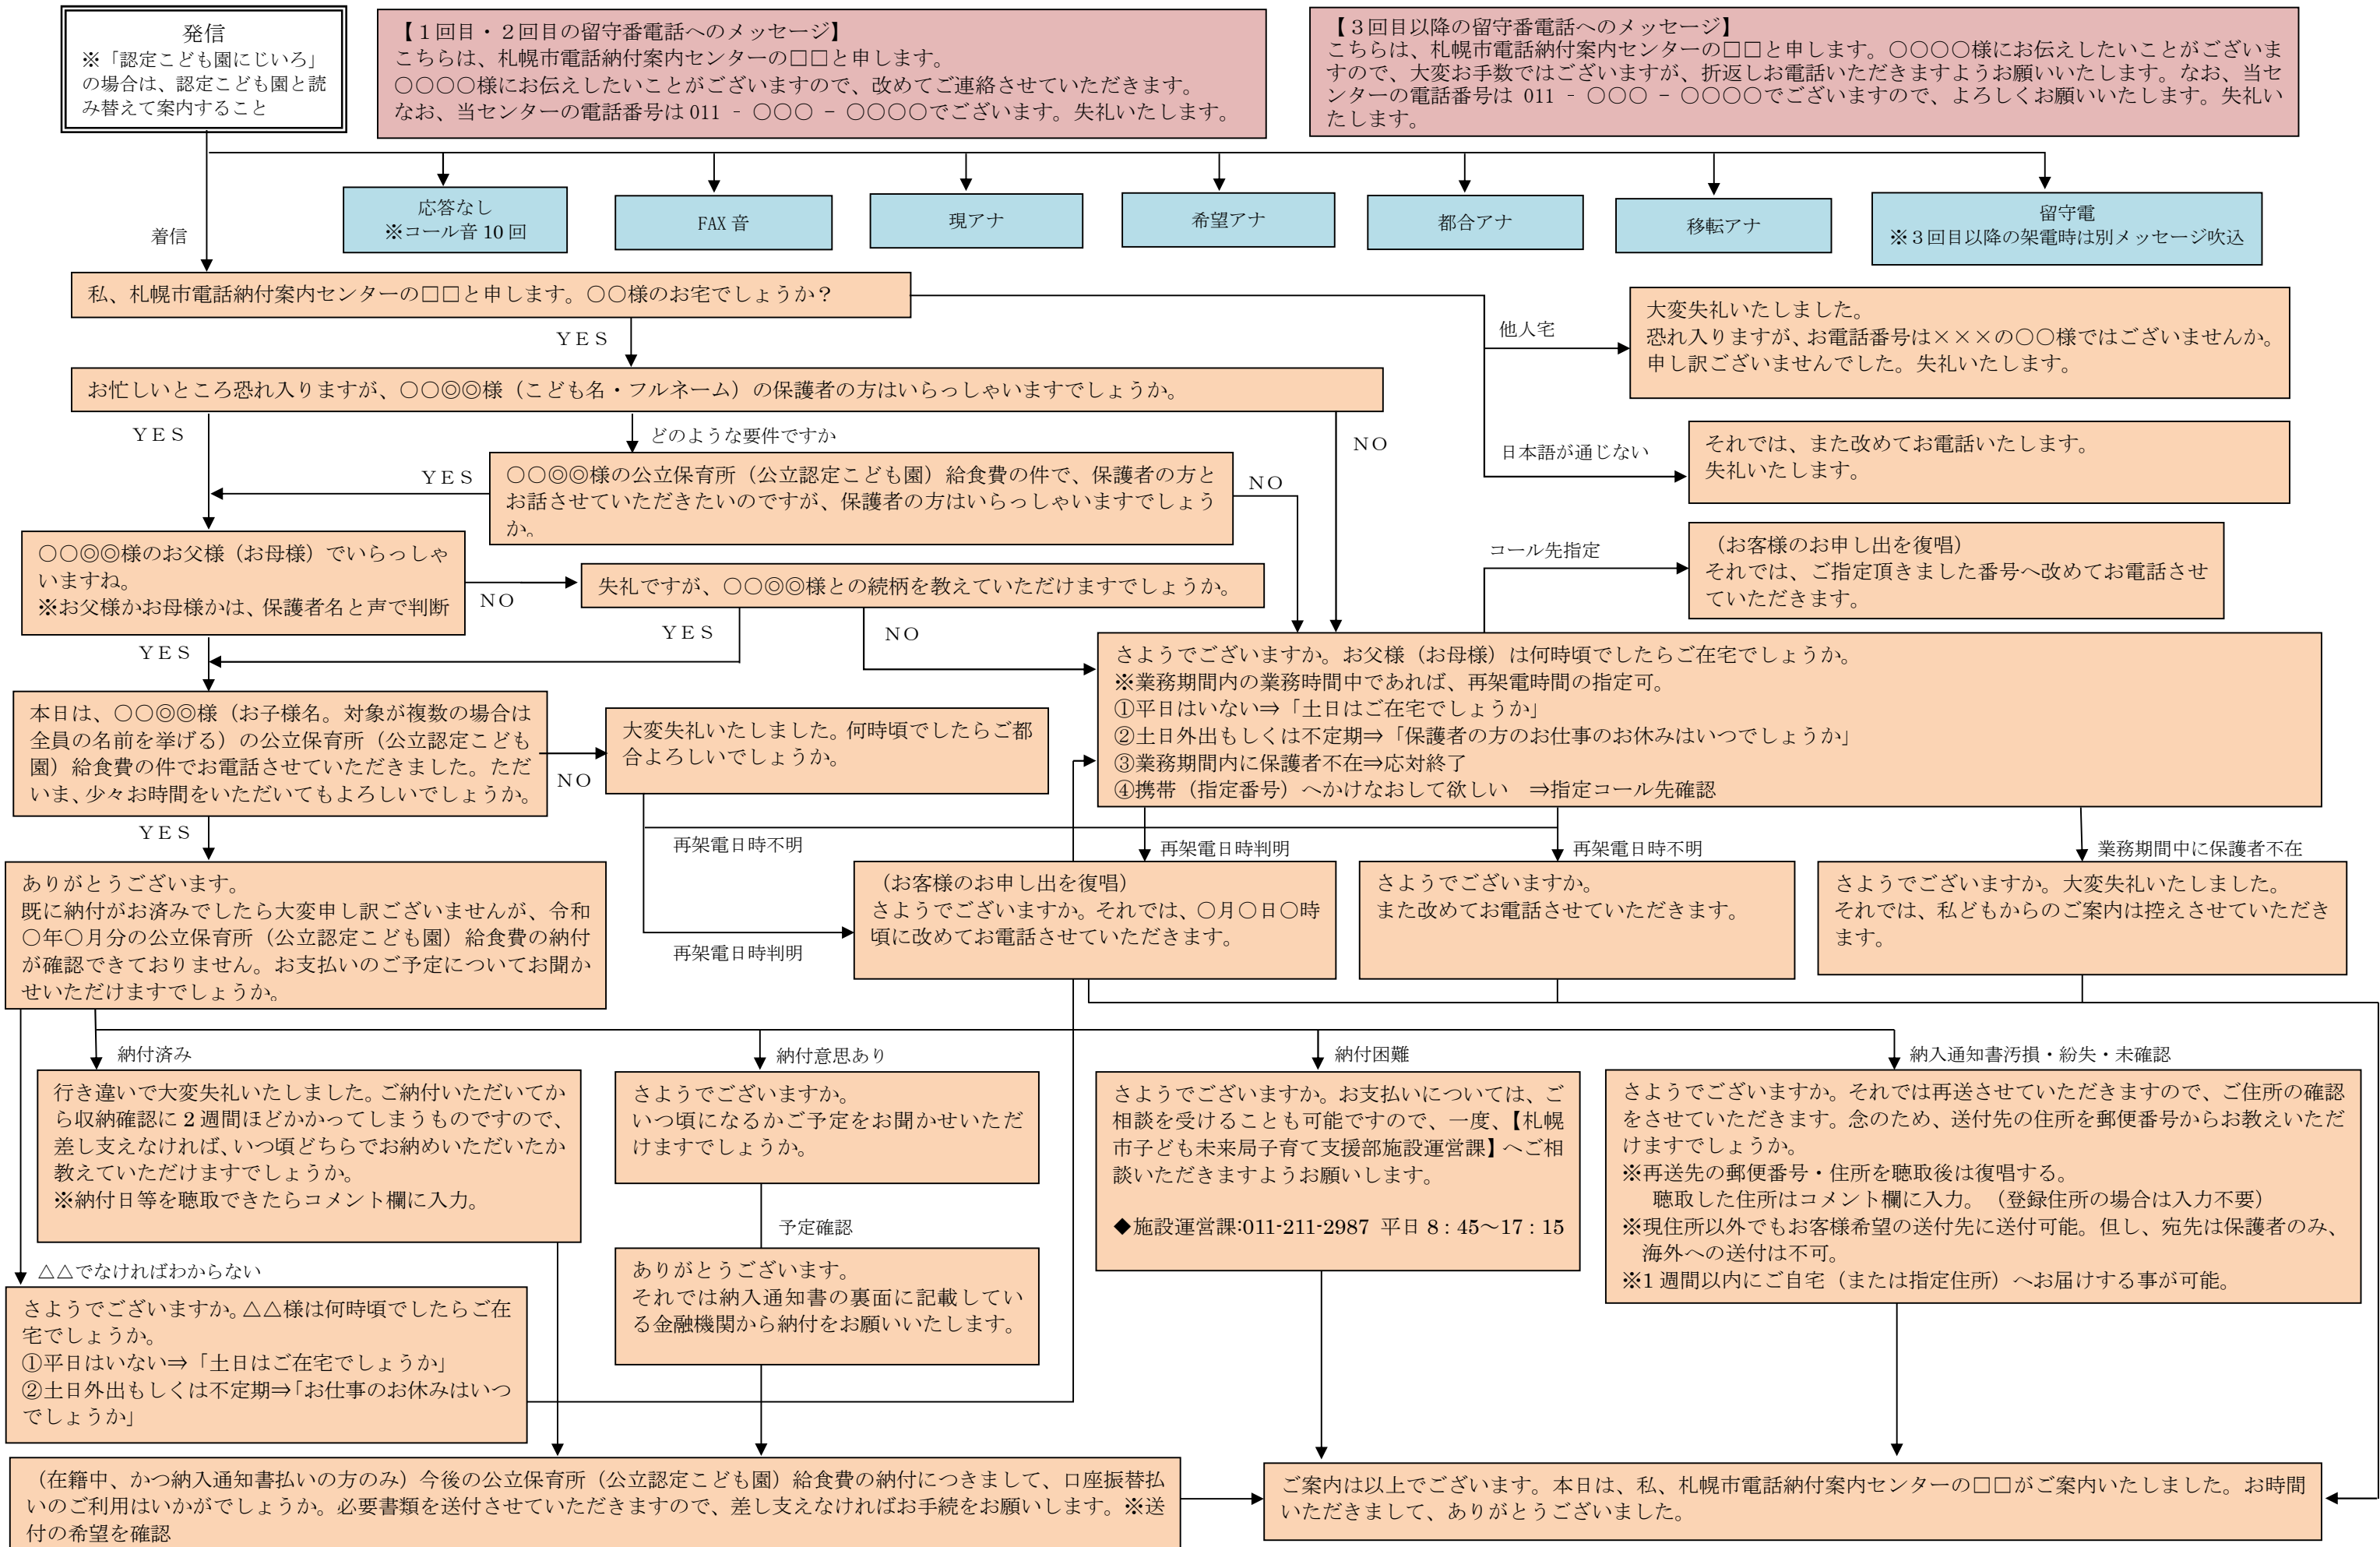 発信
※「認定こども園にじいろ」
の場合は、認定こども園と読
み替えて案内すること
【１回目・２回目の留守番電話へのメッセージ】
こちらは、札幌市電話納付案内センターの□□と申します。
〇〇〇〇様にお伝えしたいことがございますので、改めてご連絡させていただきます。
なお、当センターの電話番号は 011 － 〇〇〇 － 〇〇〇〇でございます。失礼いたします。
【３回目以降の留守番電話へのメッセージ】
こちらは、札幌市電話納付案内センターの□□と申します。〇〇〇〇様にお伝えしたいことがございま
すので、大変お手数ではございますが、折返しお電話いただきますようお願いいたします。なお、当セ
ンターの電話番号は 011 － 〇〇〇 － 〇〇〇〇でございますので、よろしくお願いいたします。失礼い
たします。
応答なし
※コール音 10 回
FAX 音
現アナ
希望アナ
都合アナ
移転アナ
留守電
※３回目以降の架電時は別メッセージ吹込
着信
私、札幌市電話納付案内センターの□□と申します。〇〇様のお宅でしょうか？
ＹＥＳ
他人宅
大変失礼いたしました。
恐れ入りますが、お電話番号は×××の〇〇様ではございませんか。
申し訳ございませんでした。失礼いたします。
お忙しいところ恐れ入りますが、〇〇◎◎様（こども名・フルネーム）の保護者の方はいらっしゃいますでしょうか。
ＹＥＳ
どのような要件ですか
ＮＯ
日本語が通じない
それでは、また改めてお電話いたします。
失礼いたします。
ＹＥＳ
〇〇◎◎様の公立保育所（公立認定こども園）給食費の件で、保護者の方と
お話させていただきたいのですが、保護者の方はいらっしゃいますでしょう
か。
ＮＯ
〇〇◎◎様のお父様（お母様）でいらっしゃ
いますね。
※お父様かお母様かは、保護者名と声で判断
ＮＯ
失礼ですが、〇〇◎◎様との続柄を教えていただけますでしょうか。
コール先指定
（お客様のお申し出を復唱）
それでは、ご指定頂きました番号へ改めてお電話させ
ていただきます。
ＹＥＳ
ＹＥＳ
ＮＯ
さようでございますか。お父様（お母様）は何時頃でしたらご在宅でしょうか。
※業務期間内の業務時間中であれば、再架電時間の指定可。
①平日はいない⇒「土日はご在宅でしょうか」
②土日外出もしくは不定期⇒「保護者の方のお仕事のお休みはいつでしょうか」
③業務期間内に保護者不在⇒応対終了
④携帯（指定番号）へかけなおして欲しい　⇒指定コール先確認
本日は、〇〇◎◎様（お子様名。対象が複数の場合は
全員の名前を挙げる）の公立保育所（公立認定こども
園）給食費の件でお電話させていただきました。ただ
いま、少々お時間をいただいてもよろしいでしょうか。
ＮＯ
大変失礼いたしました。何時頃でしたらご都
合よろしいでしょうか。
ＹＥＳ
再架電日時不明
再架電日時判明
再架電日時不明
業務期間中に保護者不在
ありがとうございます。
既に納付がお済みでしたら大変申し訳ございませんが、令和
〇年〇月分の公立保育所（公立認定こども園）給食費の納付
が確認できておりません。お支払いのご予定についてお聞か
せいただけますでしょうか。
再架電日時判明
（お客様のお申し出を復唱）
さようでございますか。それでは、〇月〇日〇時
頃に改めてお電話させていただきます。
さようでございますか。
また改めてお電話させていただきます。
さようでございますか。大変失礼いたしました。
それでは、私どもからのご案内は控えさせていただき
ます。
納付済み
納付意思あり
納付困難
納入通知書汚損・紛失・未確認
行き違いで大変失礼いたしました。ご納付いただいてか
ら収納確認に 2 週間ほどかかってしまうものですので、
差し支えなければ、いつ頃どちらでお納めいただいたか
教えていただけますでしょうか。
※納付日等を聴取できたらコメント欄に入力。
さようでございますか。
いつ頃になるかご予定をお聞かせいただ
けますでしょうか。
予定確認
ありがとうございます。
それでは納入通知書の裏面に記載してい
る金融機関から納付をお願いいたします。
さようでございますか。お支払いについては、ご
相談を受けることも可能ですので、一度、【札幌
市子ども未来局子育て支援部施設運営課】へご相
談いただきますようお願いします。
◆施設運営課:011-211-2987 平日 8：45～17：15
さようでございますか。それでは再送させていただきますので、ご住所の確認
をさせていただきます。念のため、送付先の住所を郵便番号からお教えいただ
けますでしょうか。
※再送先の郵便番号・住所を聴取後は復唱する。
聴取した住所はコメント欄に入力。（登録住所の場合は入力不要）
※現住所以外でもお客様希望の送付先に送付可能。但し、宛先は保護者のみ、
海外への送付は不可。
※1 週間以内にご自宅（または指定住所）へお届けする事が可能。
△△でなければわからない
さようでございますか。△△様は何時頃でしたらご在
宅でしょうか。
①平日はいない⇒「土日はご在宅でしょうか」
②土日外出もしくは不定期⇒「お仕事のお休みはいつ
でしょうか」
（在籍中、かつ納入通知書払いの方のみ）今後の公立保育所（公立認定こども園）給食費の納付につきまして、口座振替払
いのご利用はいかがでしょうか。必要書類を送付させていただきますので、差し支えなければお手続をお願いします。※送
付の希望を確認
ご案内は以上でございます。本日は、私、札幌市電話納付案内センターの□□がご案内いたしました。お時間
いただきまして、ありがとうございました。